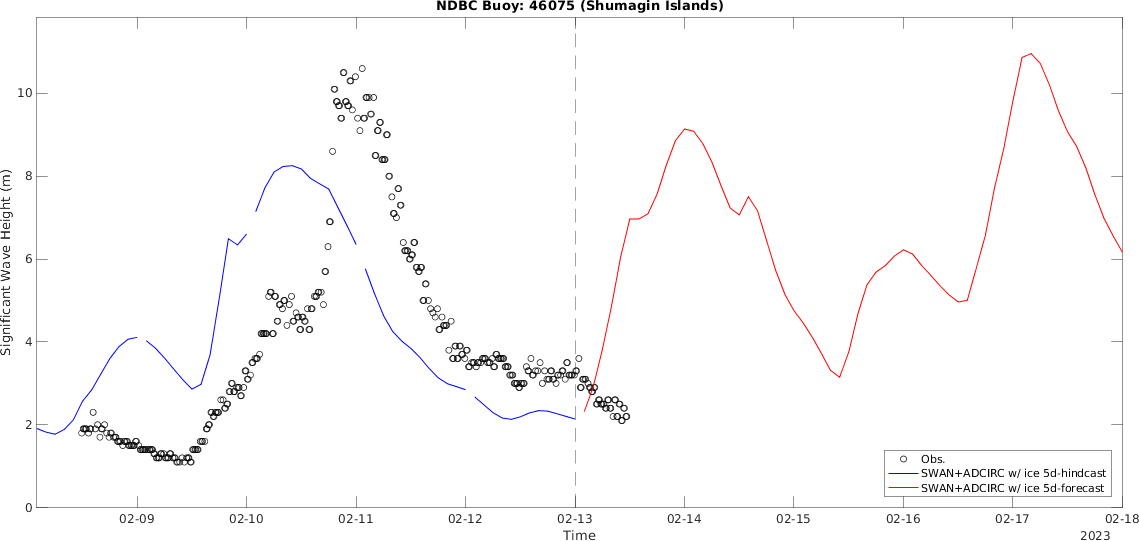 NDBC Buoy: 46075 (Shumagin Islands)
Significant Wave Height (m)
10
8
6
4
2
0
Obs.
SWAN+ADCIRC w/ ice 5d-hindcast
SWAN+ADCIRC w/ ice 5d-forecast
02-09 02-10 02-11 02-12 02-13 02-14 02-15 02-16 02-17 02-18
Time
2023